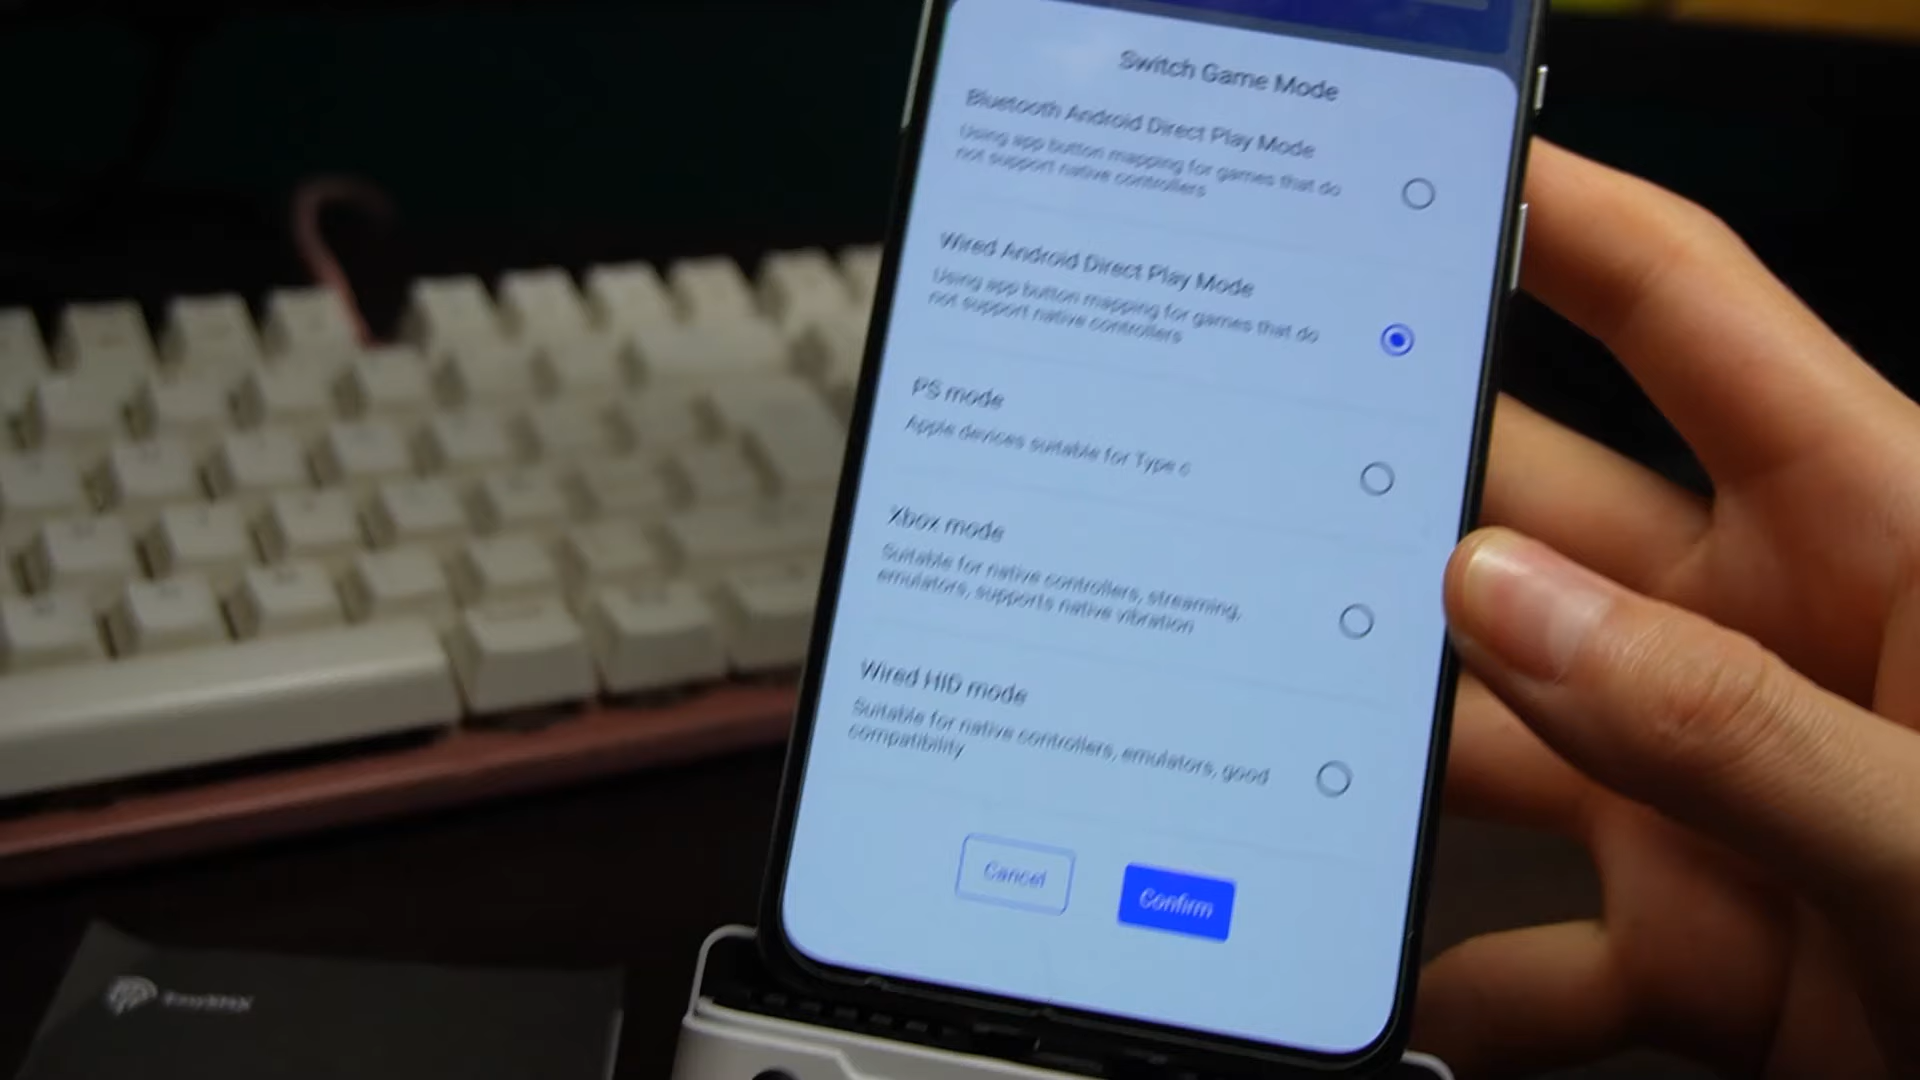 Switch Game Mode
Bluetooth Android Direct Play Mode
Using app button mapping for games that do
not support native controllers
Wired Android Direct Play Mode
Using app button mapping for games that do
not support native controllers
PS mode
Apple devices suitable for Type c
Xbox mode
Suitable for native controllers, streaming,
emulators, supports native vibration
Wired HID mode
Suitable for native controllers, emulators, good
compatibility
Cancel
Confirm